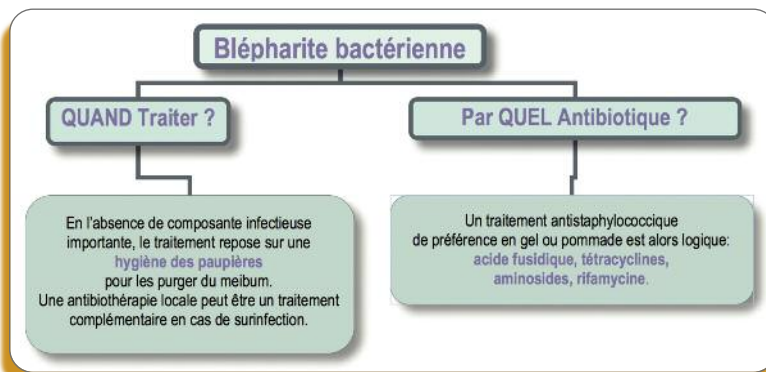 Blépharite bactérienne
QUAND Traiter ?
Par QUEL Antibiotique ?
En l'absence de composante infectieuse
importante, le traitement repose sur une
hygiène des paupières
pour les purger du meibum.
Une antibiothérapie locale peut être un traitement
complémentaire en cas de surinfection.
Un traitement antistaphylococcique
de préférence en gel ou pommade est alors logique:
acide fusidique, tétracyclines,
aminosides, rifamycine.